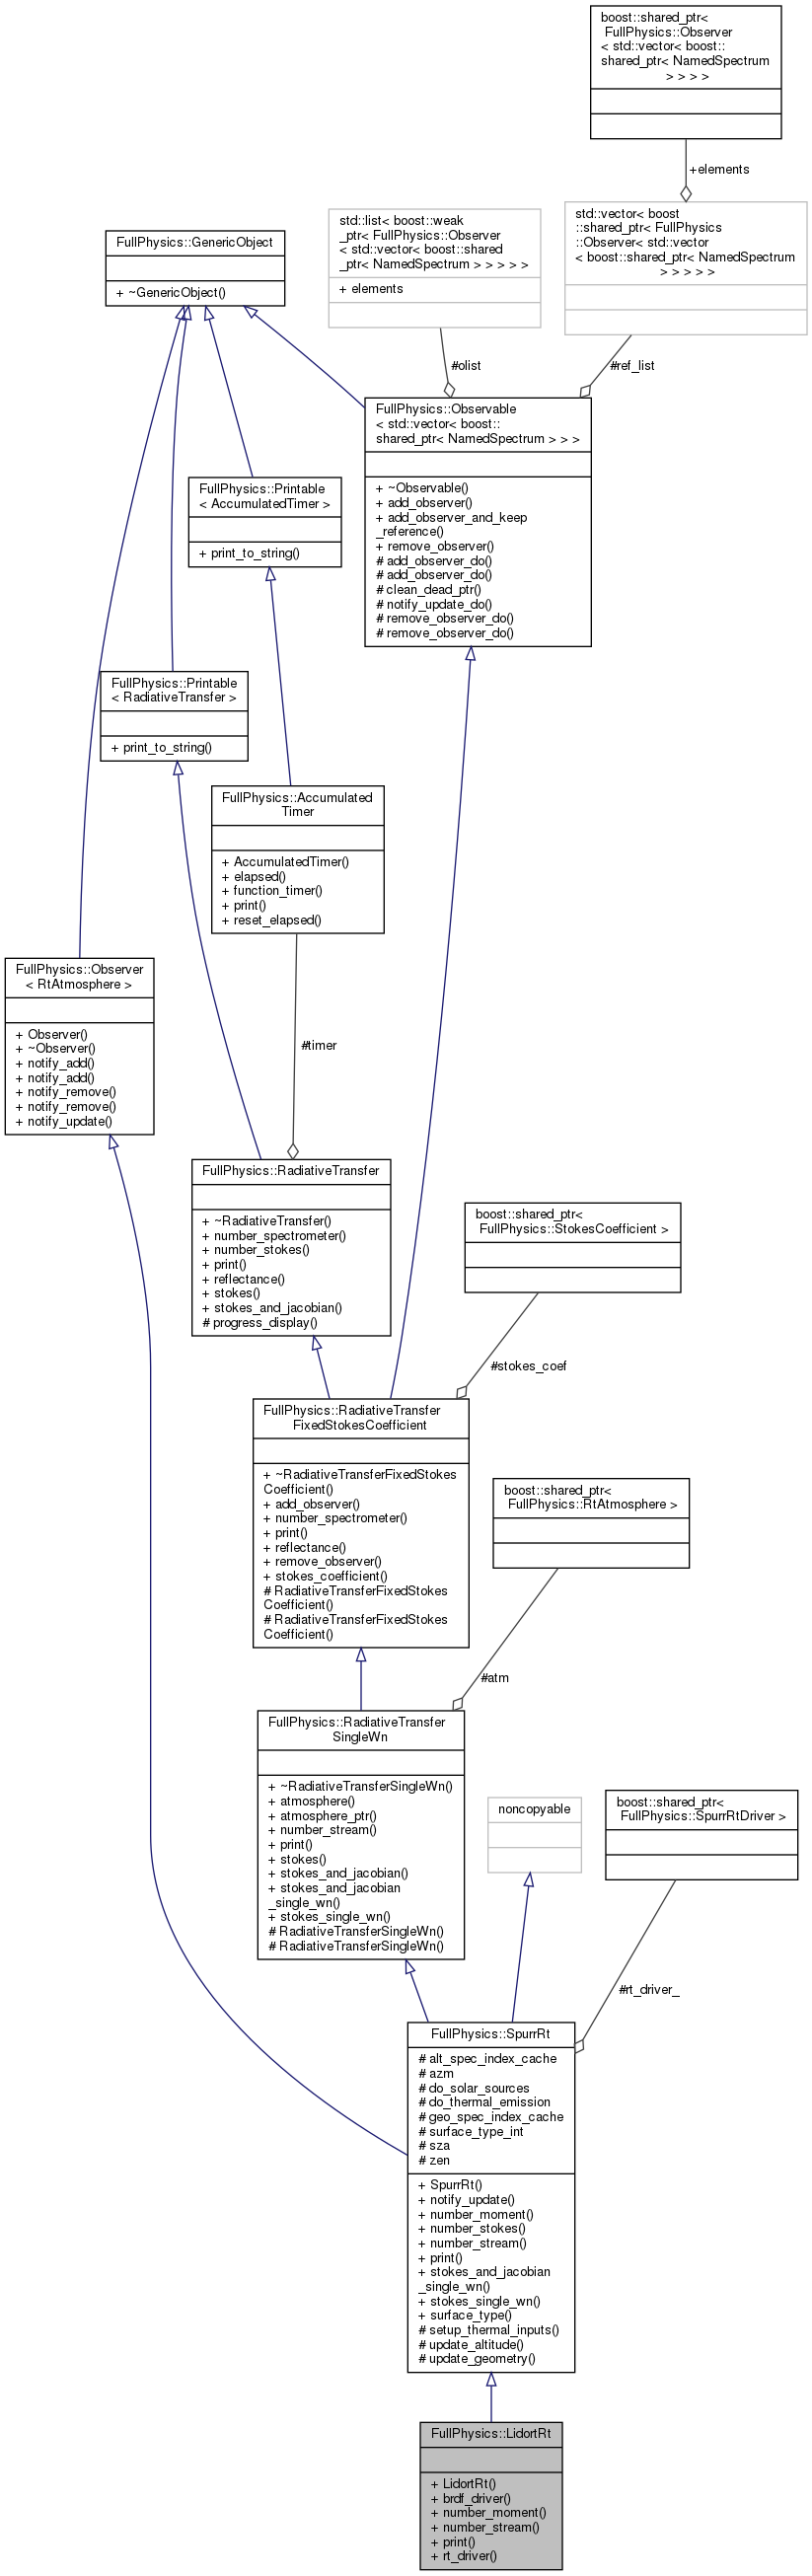 boost::shared_ptr<
FullPhysics::Observer
< std::vector< boost::
shared_ptr< NamedSpectrum
> > > >
+elements
std::list< boost::weak
_ptr< FullPhysics::Observer
< std::vector< boost::shared
_ptr< NamedSpectrum > > > > >
+ elements
std::vector< boost
::shared_ptr< FullPhysics
::Observer< std::vector
< boost::shared_ptr< NamedSpectrum
> > > > >
FullPhysics::GenericObject
+ ~GenericObject()
#olist
#ref_list
FullPhysics::Observable
< std::vector< boost::
shared_ptr< NamedSpectrum > > >
+ ~Observable()
+ add_observer()
+ add_observer_and_keep
_reference()
+ remove_observer()
# add_observer_do()
# add_observer_do()
# clean_dead_ptr()
# notify_update_do()
# remove_observer_do()
# remove_observer_do()
FullPhysics::Printable
< AccumulatedTimer >
+ print_to_string()
FullPhysics::Printable
< RadiativeTransfer >
+ print_to_string()
FullPhysics::Accumulated
Timer
+ AccumulatedTimer()
+ elapsed()
+ function_timer()
+ print()
+ reset_elapsed()
FullPhysics::Observer
< RtAtmosphere >
+ Observer()
+ ~Observer()
+ notify_add()
+ notify_add()
+ notify_remove()
+ notify_remove()
+ notify_update()
#timer
FullPhysics::RadiativeTransfer
+ ~RadiativeTransfer()
+ number_spectrometer()
+ number_stokes()
+ print()
+ reflectance()
+ stokes()
+ stokes_and_jacobian()
# progress_display()
boost::shared_ptr<
FullPhysics::StokesCoefficient >
#stokes_coef
FullPhysics::RadiativeTransfer
FixedStokesCoefficient
+ ~RadiativeTransferFixedStokes
Coefficient()
+ add_observer()
+ number_spectrometer()
+ print()
+ reflectance()
+ remove_observer()
+ stokes_coefficient()
# RadiativeTransferFixedStokes
Coefficient()
# RadiativeTransferFixedStokes
Coefficient()
boost::shared_ptr<
FullPhysics::RtAtmosphere >
#atm
FullPhysics::RadiativeTransfer
SingleWn
+ ~RadiativeTransferSingleWn()
+ atmosphere()
+ atmosphere_ptr()
+ number_stream()
+ print()
+ stokes()
+ stokes_and_jacobian()
+ stokes_and_jacobian
_single_wn()
+ stokes_single_wn()
# RadiativeTransferSingleWn()
# RadiativeTransferSingleWn()
noncopyable
boost::shared_ptr<
FullPhysics::SpurrRtDriver >
#rt_driver_
FullPhysics::SpurrRt
# alt_spec_index_cache
# azm
# do_solar_sources
# do_thermal_emission
# geo_spec_index_cache
# surface_type_int
# sza
# zen
+ SpurrRt()
+ notify_update()
+ number_moment()
+ number_stokes()
+ number_stream()
+ print()
+ stokes_and_jacobian
_single_wn()
+ stokes_single_wn()
+ surface_type()
# setup_thermal_inputs()
# update_altitude()
# update_geometry()
FullPhysics::LidortRt
+ LidortRt()
+ brdf_driver()
+ number_moment()
+ number_stream()
+ print()
+ rt_driver()